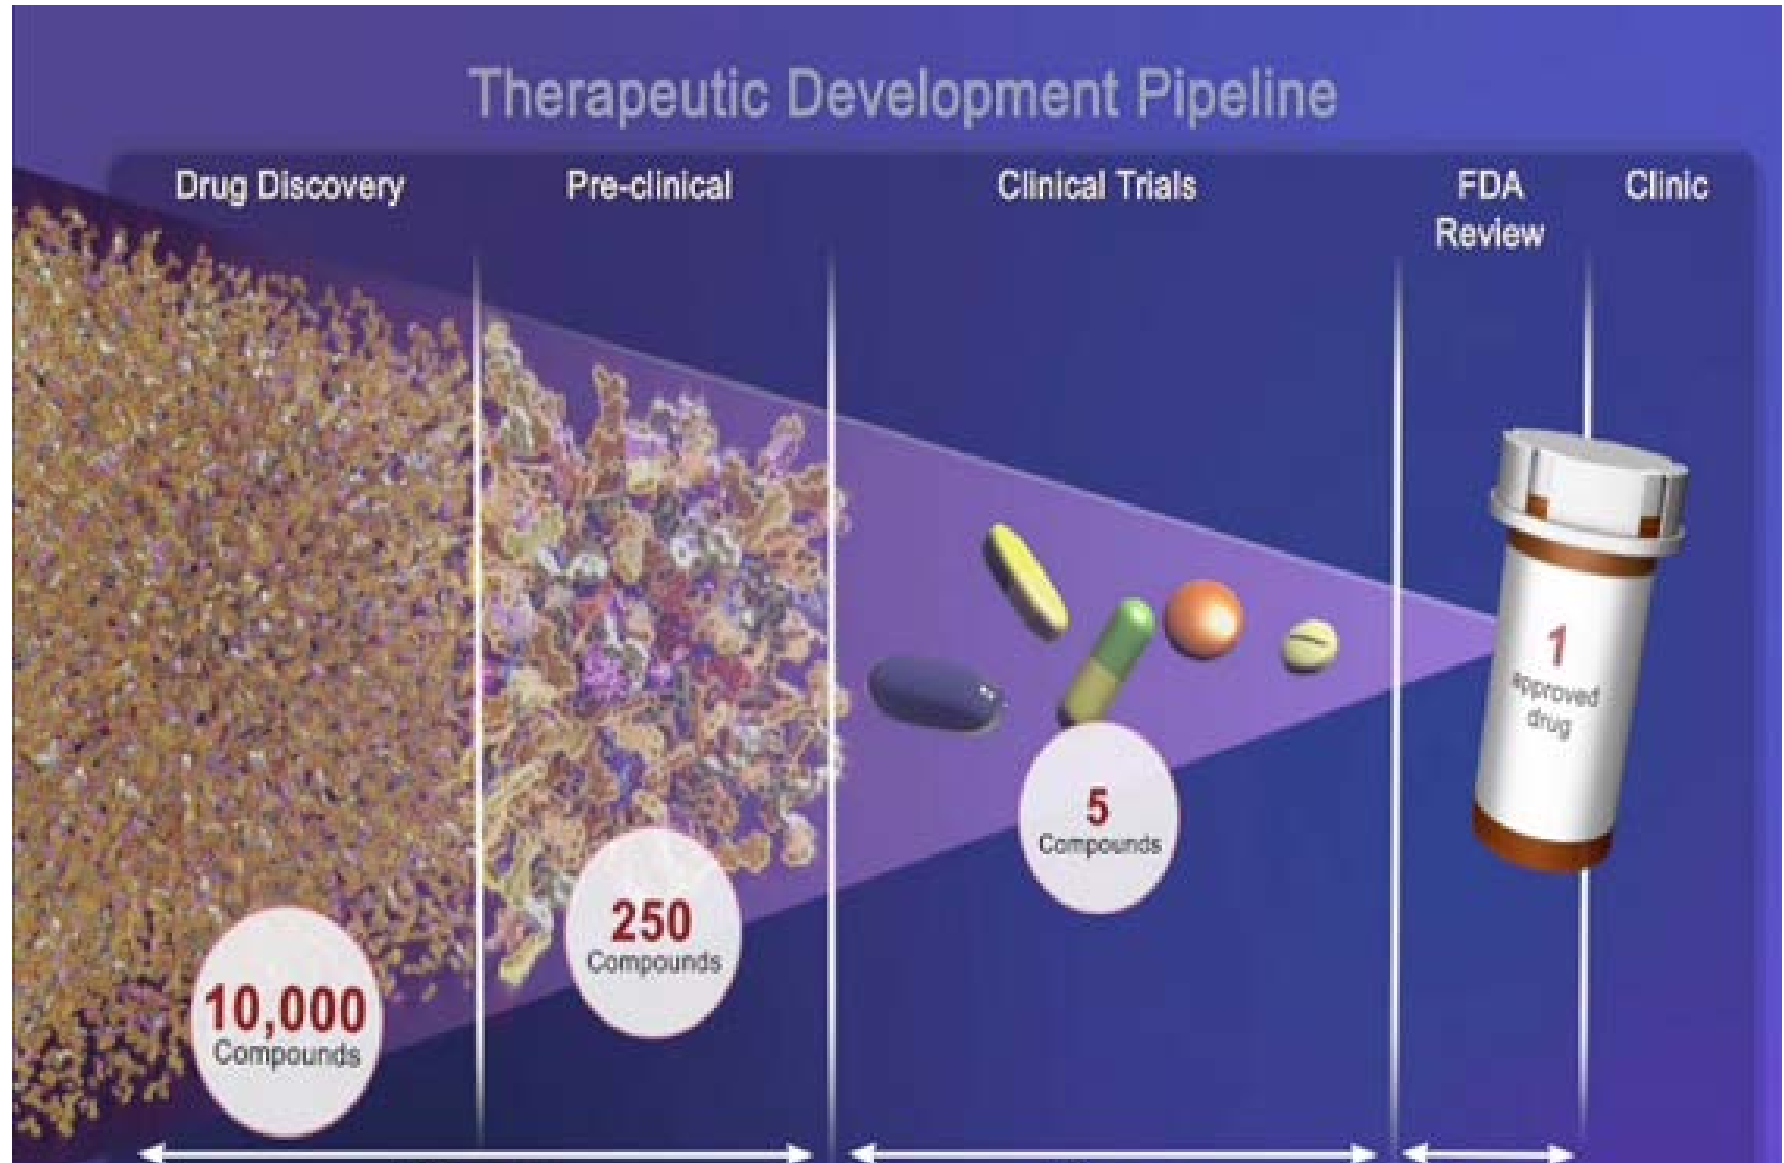 Therapeutic Development Pipeline
Drug Discovery
Pre-clinical
Clinical Trials
FDA
Review
Clinic
10,000
Compounds
250
Compounds
5
Compounds
1
approved
drug